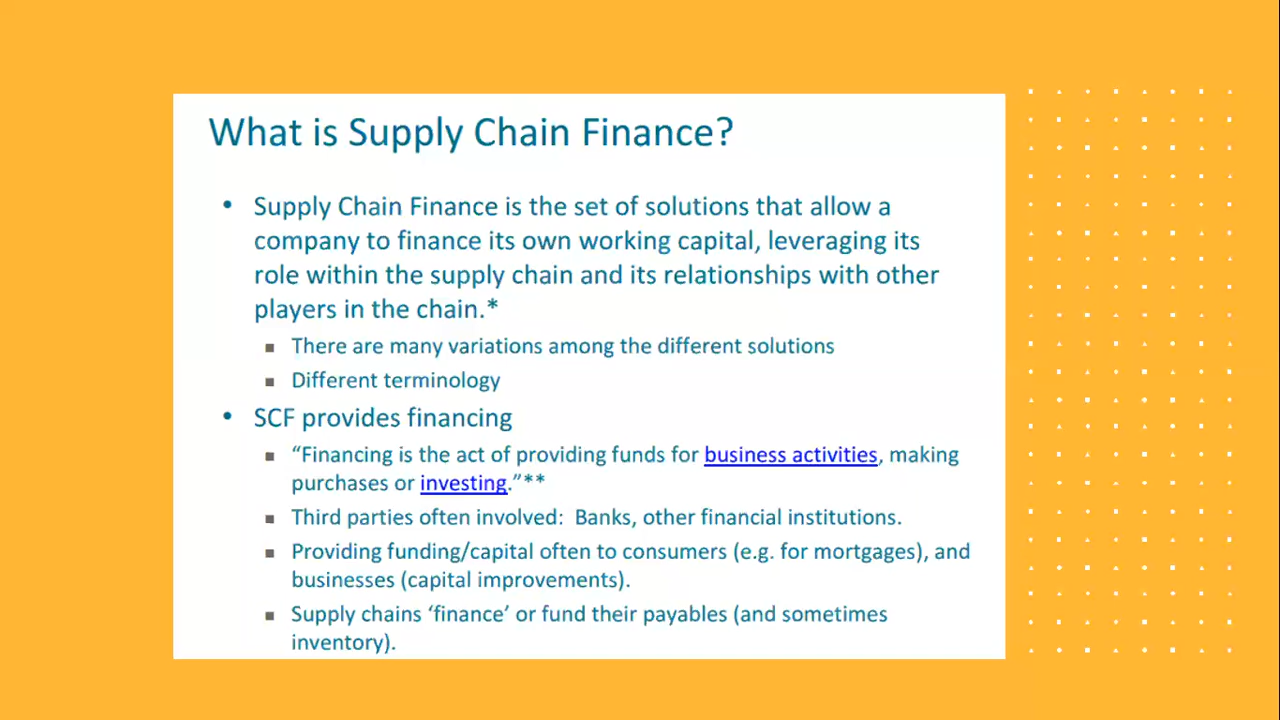 What is Supply Chain Finance?
• Supply Chain Finance is the set of solutions that allow a
company to finance its own working capital, leveraging its
role within the supply chain and its relationships with other
players in the chain.*
▪ There are many variations among the different solutions
▪ Different terminology
• SCF provides financing
▪ “Financing is the act of providing funds for business activities, making
purchases or investing.”**
▪ Third parties often involved:  Banks, other financial institutions.
▪ Providing funding/capital often to consumers (e.g. for mortgages), and
businesses (capital improvements).
▪ Supply chains ‘finance’ or fund their payables (and sometimes
inventory).